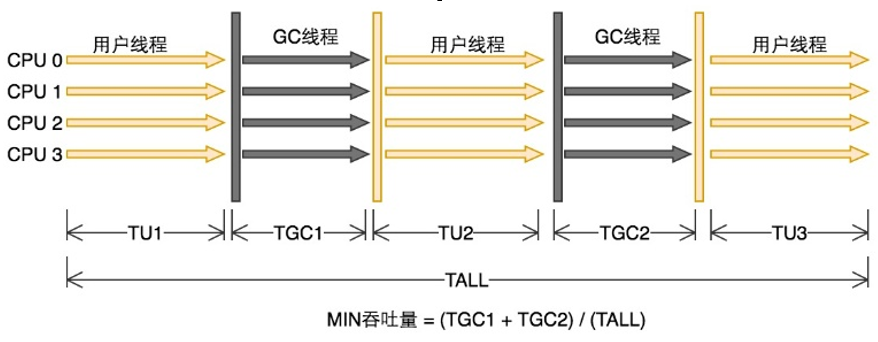 用户线程 GC线程 用户线程 GC线程 用户线程
CPU 0
CPU 1
CPU 2
CPU 3
TU1 TGC1 TU2 TGC2 TU3
TALL
MIN吞吐量 = (TGC1 + TGC2) / (TALL)